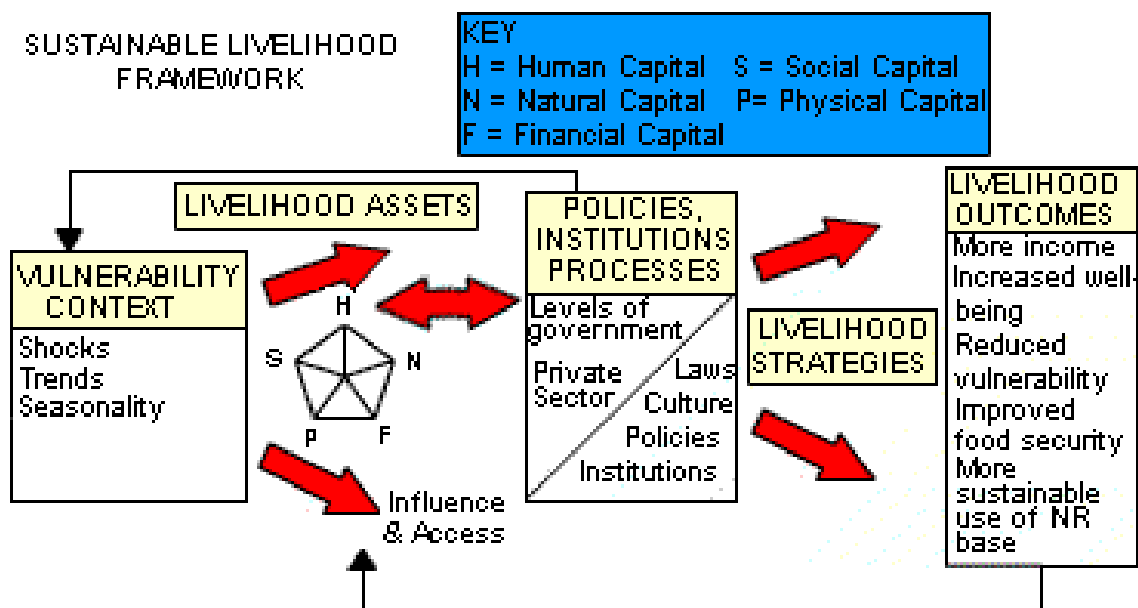 SUSTAINABLE LIVELIHOOD
FRAMEWORK
KEY
H = Human Capital S = Social Capital
N = Natural Capital P= Physical Capital
F = Financial Capital
LIVELIHOOD ASSETS
VULNERABILITY
CONTEXT
Shocks
Trends
Seasonality
H
S
N
P
F
Influence
& Access
POLICIES,
INSTITUTIONS
PROCESSES
Levels of
government
Private
Sector
Laws
Culture
Policies
Institutions
LIVELIHOOD
STRATEGIES
LIVELIHOOD
OUTCOMES
More income
Increased well-
being
Reduced
vulnerability
Improved
food security
More
sustainable
use of NR
base